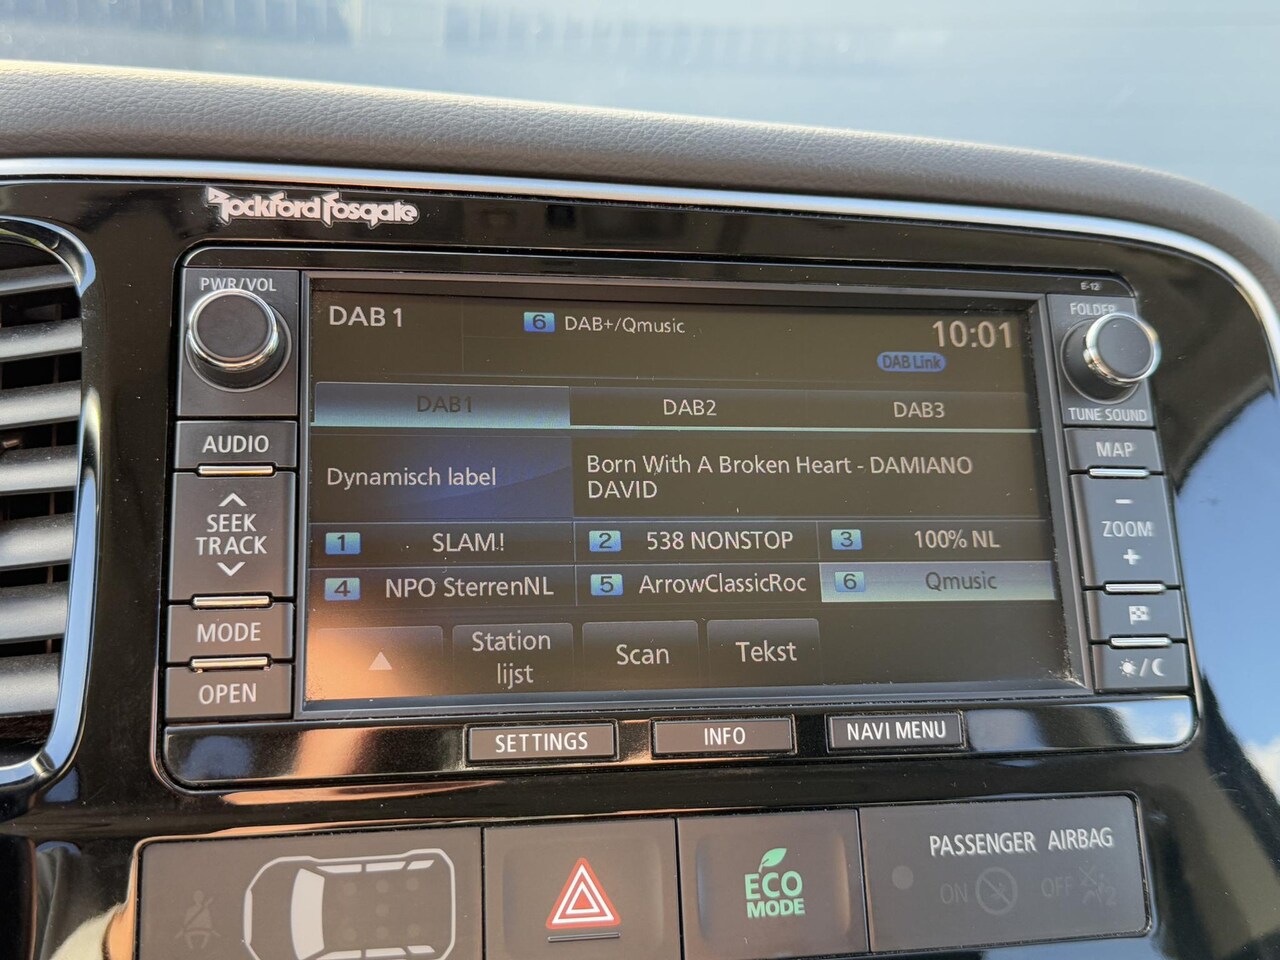 Rockford Fosgate
PWR/VOL
E-12
FOLDER
DAB 1
6 DAB+/Qmusic
10:01
DAB Link
TUNE SOUND
DAB1 DAB2 DAB3
AUDIO
MAP
Dynamisch label
Born With A Broken Heart - DAMIANO
DAVID
SEEK
TRACK
ZOOM
1 SLAM! 2 538 NONSTOP 3 100% NL
4 NPO SterrenNL 5 ArrowClassicRoc 6 Qmusic
MODE
OPEN
Station
lijst
Scan
Tekst
SETTINGS
INFO
NAVI MENU
ECO
MODE
PASSENGER AIRBAG
ON OFF 2